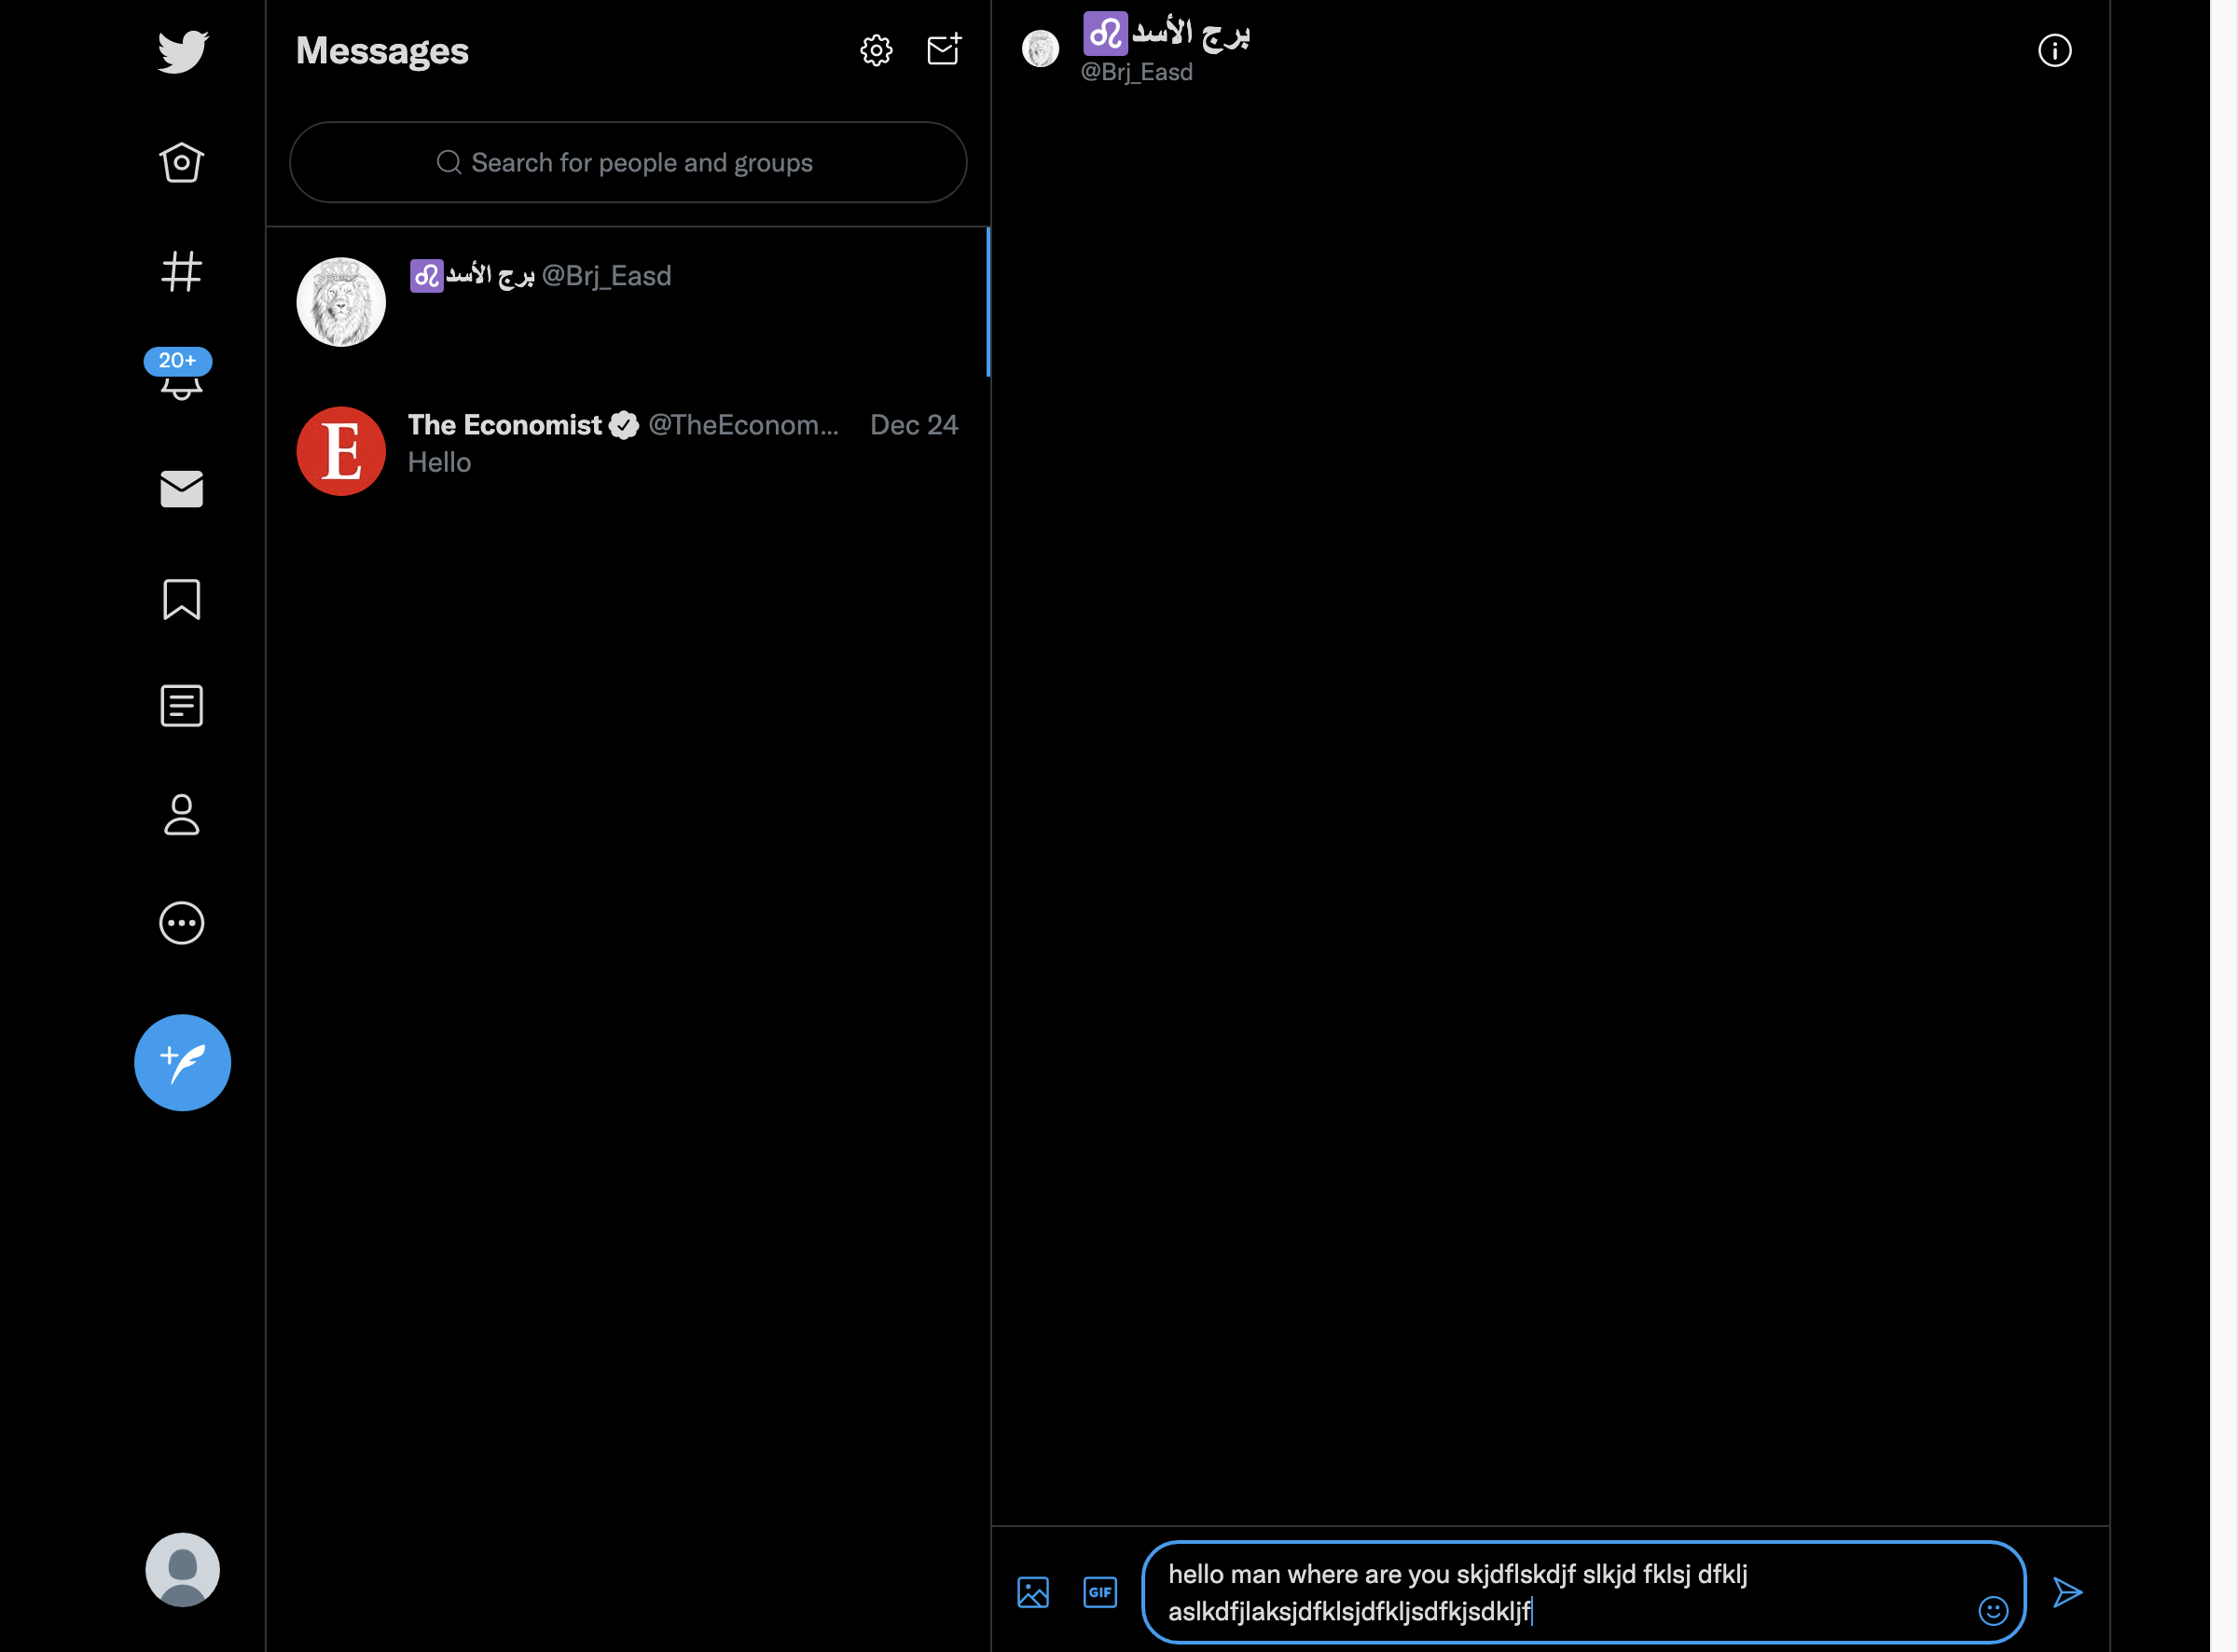 Messages
Search for people and groups
♌برج الأسد @Brj_Easd
The Economist @TheEconom... Dec 24
Hello
20+
♌برج الأسد
@Brj_Easd
GIF
hello man where are you skjdflskdjf slkjd fklsj dfklj
aslkdfjlaksjdfklsjdfkljsdfkjsdkljf